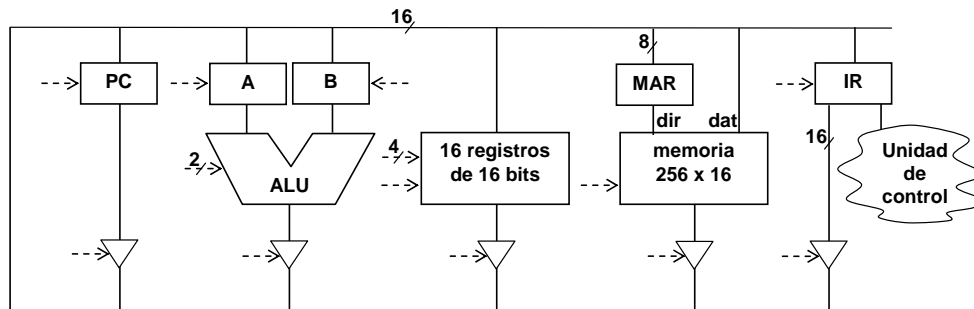 16
8
PC
A
B
MAR
IR
dir
dat
16
2
4
ALU
16 registros
de 16 bits
memoria
256 x 16
Unidad
de
control